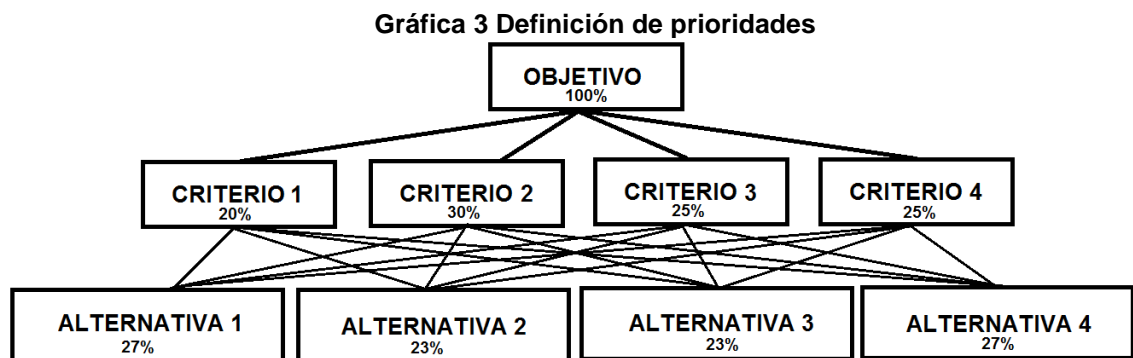 Gráfica 3 Definición de prioridades
OBJETIVO
100%
CRITERIO 1
20%
CRITERIO 2
30%
CRITERIO 3
25%
CRITERIO 4
25%
ALTERNATIVA 1
27%
ALTERNATIVA 2
23%
ALTERNATIVA 3
23%
ALTERNATIVA 4
27%